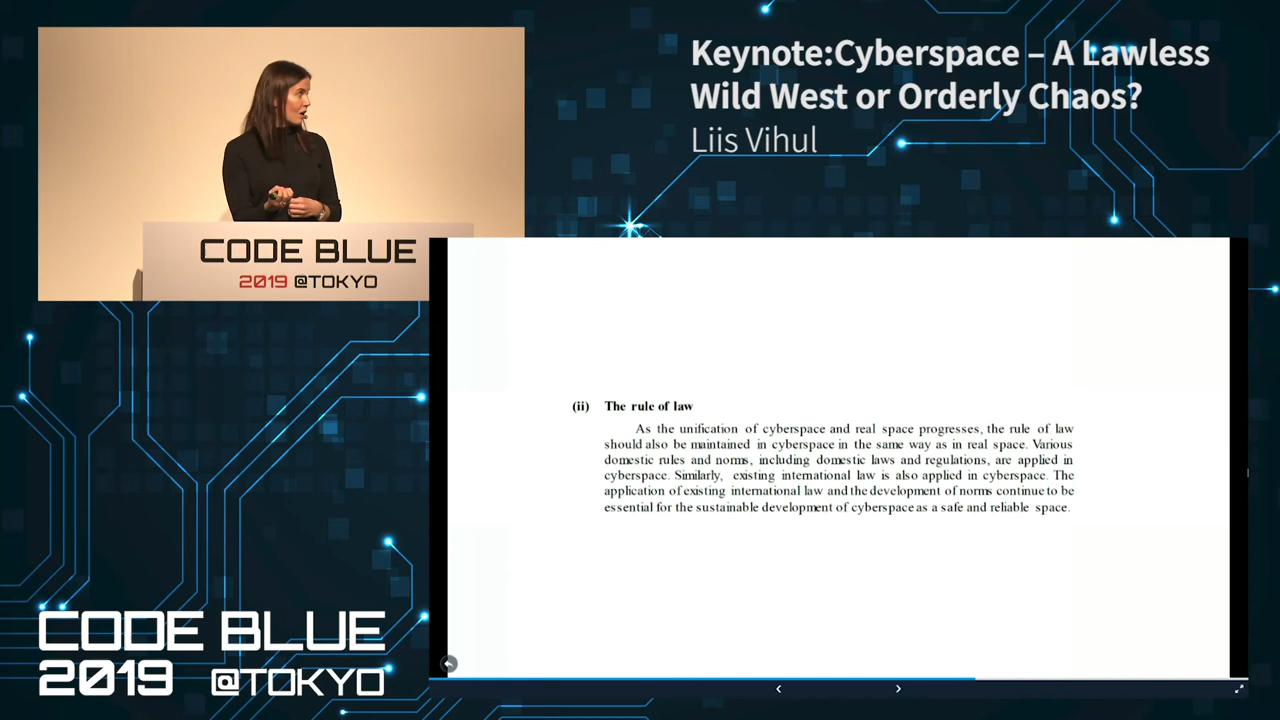 Keynote:Cyberspace – A Lawless
Wild West or Orderly Chaos?
Liis Vihul
CODE BLUE
2019 @TOKYO
(ii) The rule of law
As the unification of cyberspace and real space progresses, the rule of law
should also be maintained in cyberspace in the same way as in real space. Various
domestic rules and norms, including domestic laws and regulations, are applied in
cyberspace. Similarly, existing international law is also applied in cyberspace. The
application of existing international law and the development of norms continue to be
essential for the sustainable development of cyberspace as a safe and reliable space.
CODE BLUE
2019 @TOKYO